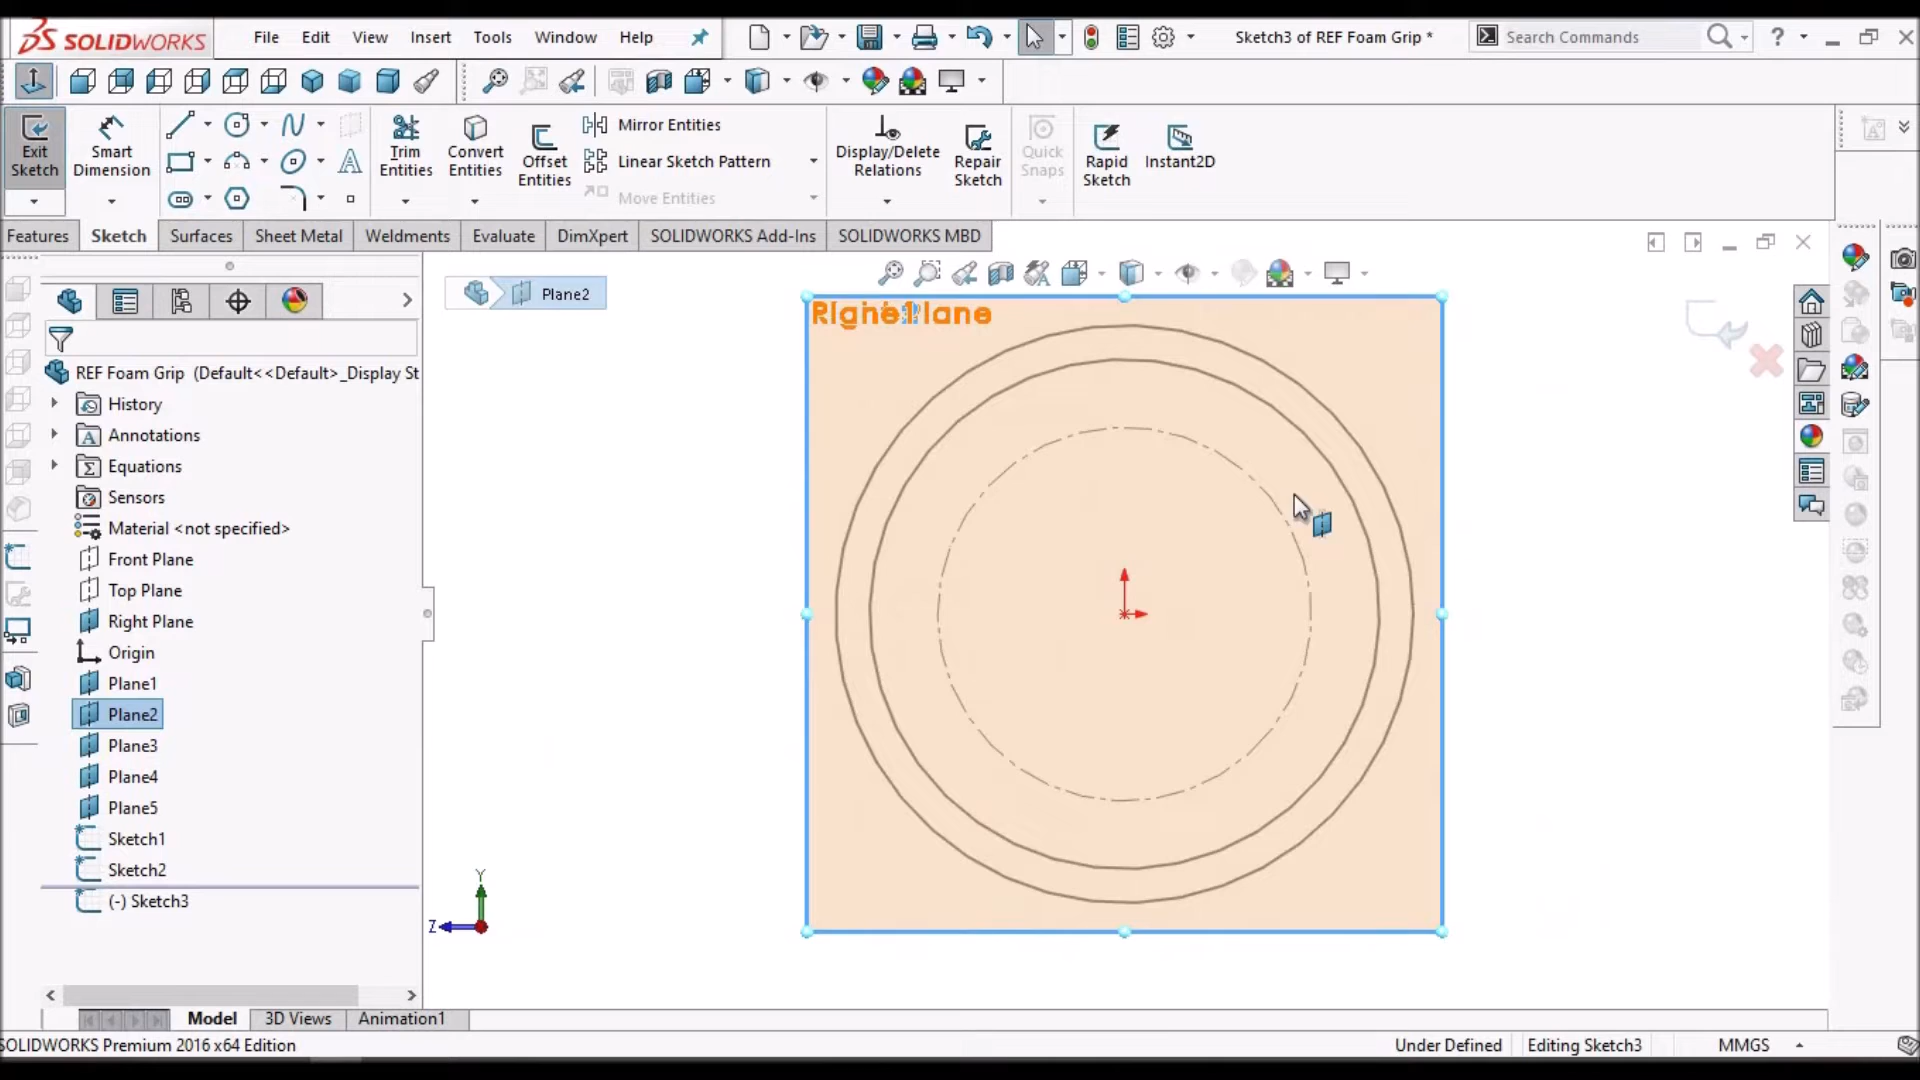 SOLIDWORKS File Edit View Insert Tools Window Help Sketch3 of REF Foam Grip * Search Commands ?
Exit Sketch
Smart Dimension
Trim Entities
Convert Entities
Offset Entities
Mirror Entities
Linear Sketch Pattern
Move Entities
Display/Delete Relations
Repair Sketch
Quick Snaps
Rapid Sketch
Instant2D
Features Sketch Surfaces Sheet Metal Weldments Evaluate DimXpert SOLIDWORKS Add-Ins SOLIDWORKS MBD
Plane2
REF Foam Grip (Default<<Default>_Display St
History
Annotations
Equations
Sensors
Material <not specified>
Front Plane
Top Plane
Right Plane
Origin
Plane1
Plane2
Plane3
Plane4
Plane5
Sketch1
Sketch2
(-) Sketch3
Y
Z
Model 3D Views Animation1
SOLIDWORKS Premium 2016 x64 Edition Under Defined Editing Sketch3 MMGS